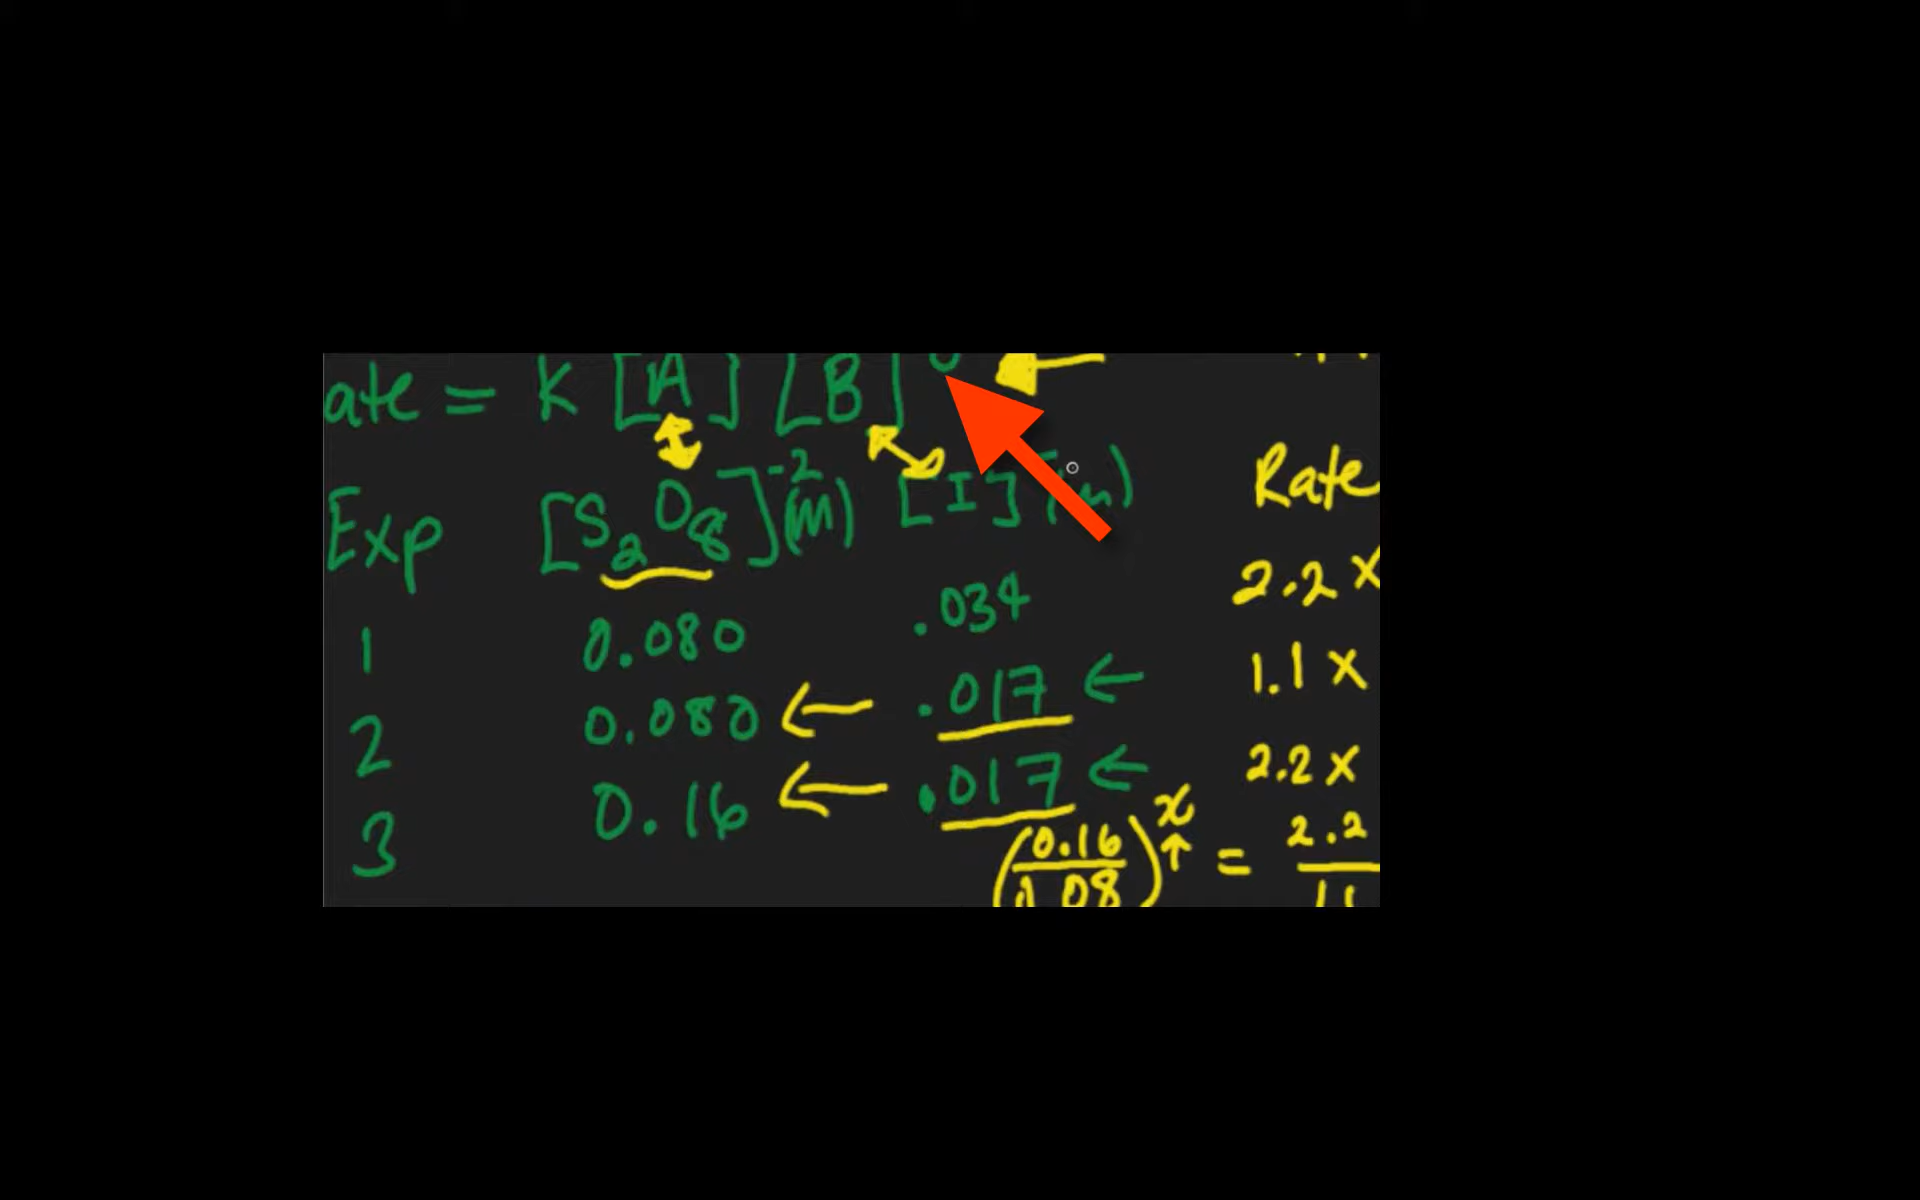 ate = K [A] [B]
Exp [S2O8]-2 (m) [I]- (m) Rate
1 0.080 .034 2.2 x
2 0.080 ← .017 ← 1.1 x
3 0.16 ← .017 ← 2.2 x
(0.16/0.08)x = 2.2